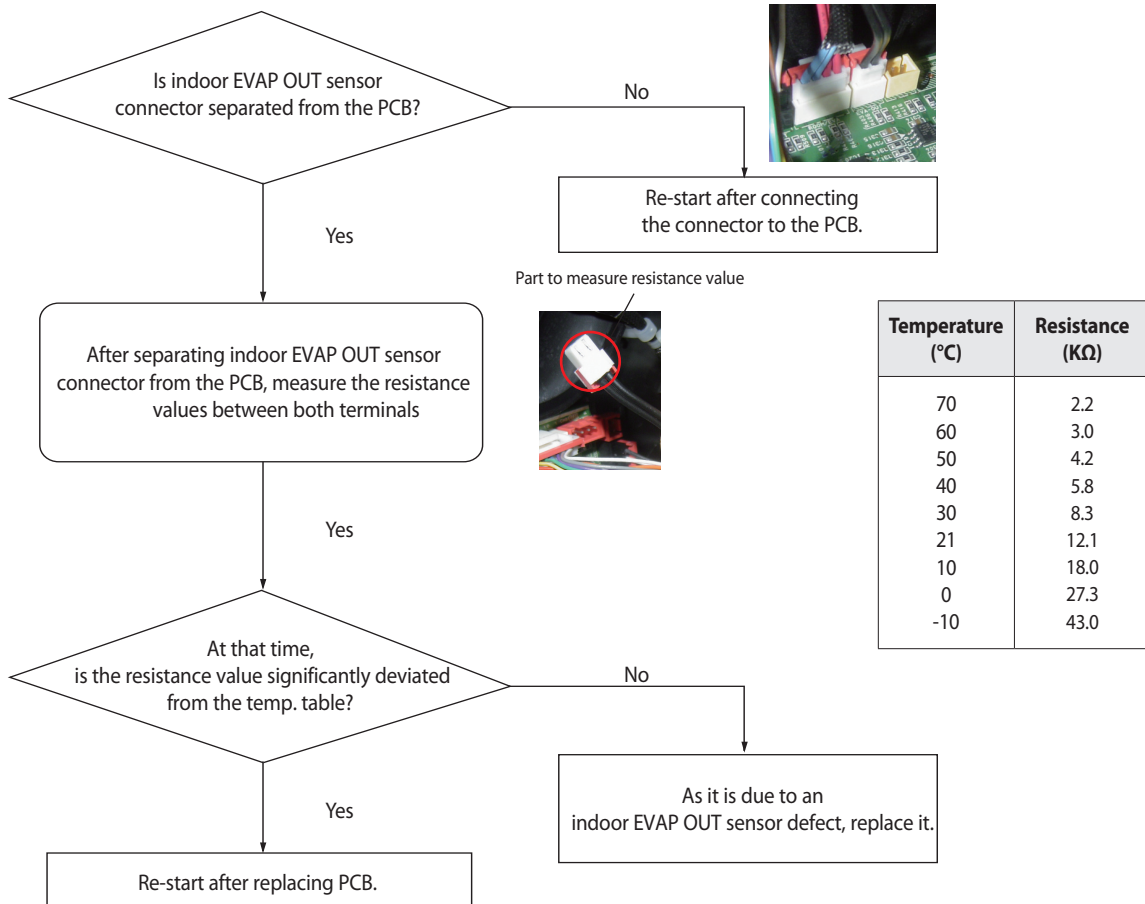 Is indoor EVAP OUT sensor
connector separated from the PCB?
No
Re-start after connecting
the connector to the PCB.
Yes
Part to measure resistance value
After separating indoor EVAP OUT sensor
connector from the PCB, measure the resistance
values between both terminals
Temperature (°C) Resistance (KΩ)
70 2.2
60 3.0
50 4.2
40 5.8
30 8.3
21 12.1
10 18.0
0 27.3
-10 43.0
Yes
At that time,
is the resistance value significantly deviated
from the temp. table?
No
As it is due to an
indoor EVAP OUT sensor defect, replace it.
Yes
Re-start after replacing PCB.